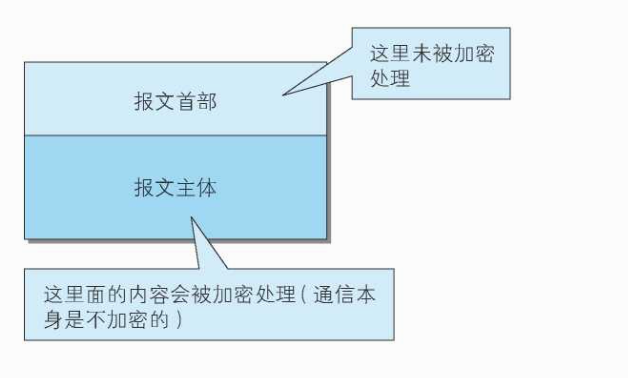 这里未被加密
处理
报文首部
报文主体
这里面的内容会被加密处理（通信本
身是不加密的）